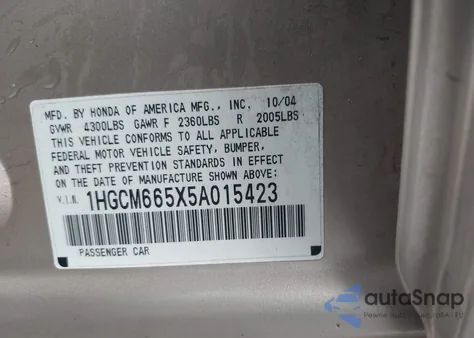 MFD. BY HONDA OF AMERICA MFG., INC. 10/04
GVWR 4300LBS GAWR F 2360LBS R 2005LBS
THIS VEHICLE CONFORMS TO ALL APPLICABLE
FEDERAL MOTOR VEHICLE SAFETY, BUMPER,
AND THEFT PREVENTION STANDARDS IN EFFECT
ON THE DATE OF MANUFACTURE SHOWN ABOVE.
V.I.N. 1HGCM665X5A015423
PASSENGER CAR
autoSnap
Pewne auto